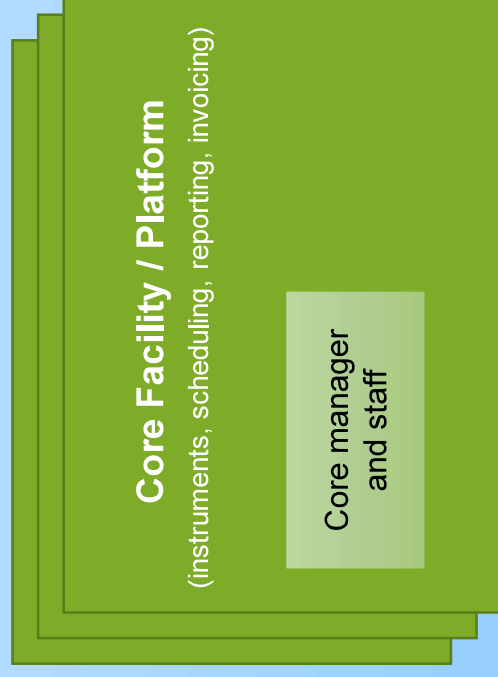 Core Facility / Platform
(instruments, scheduling, reporting, invoicing)
Core manager
and staff